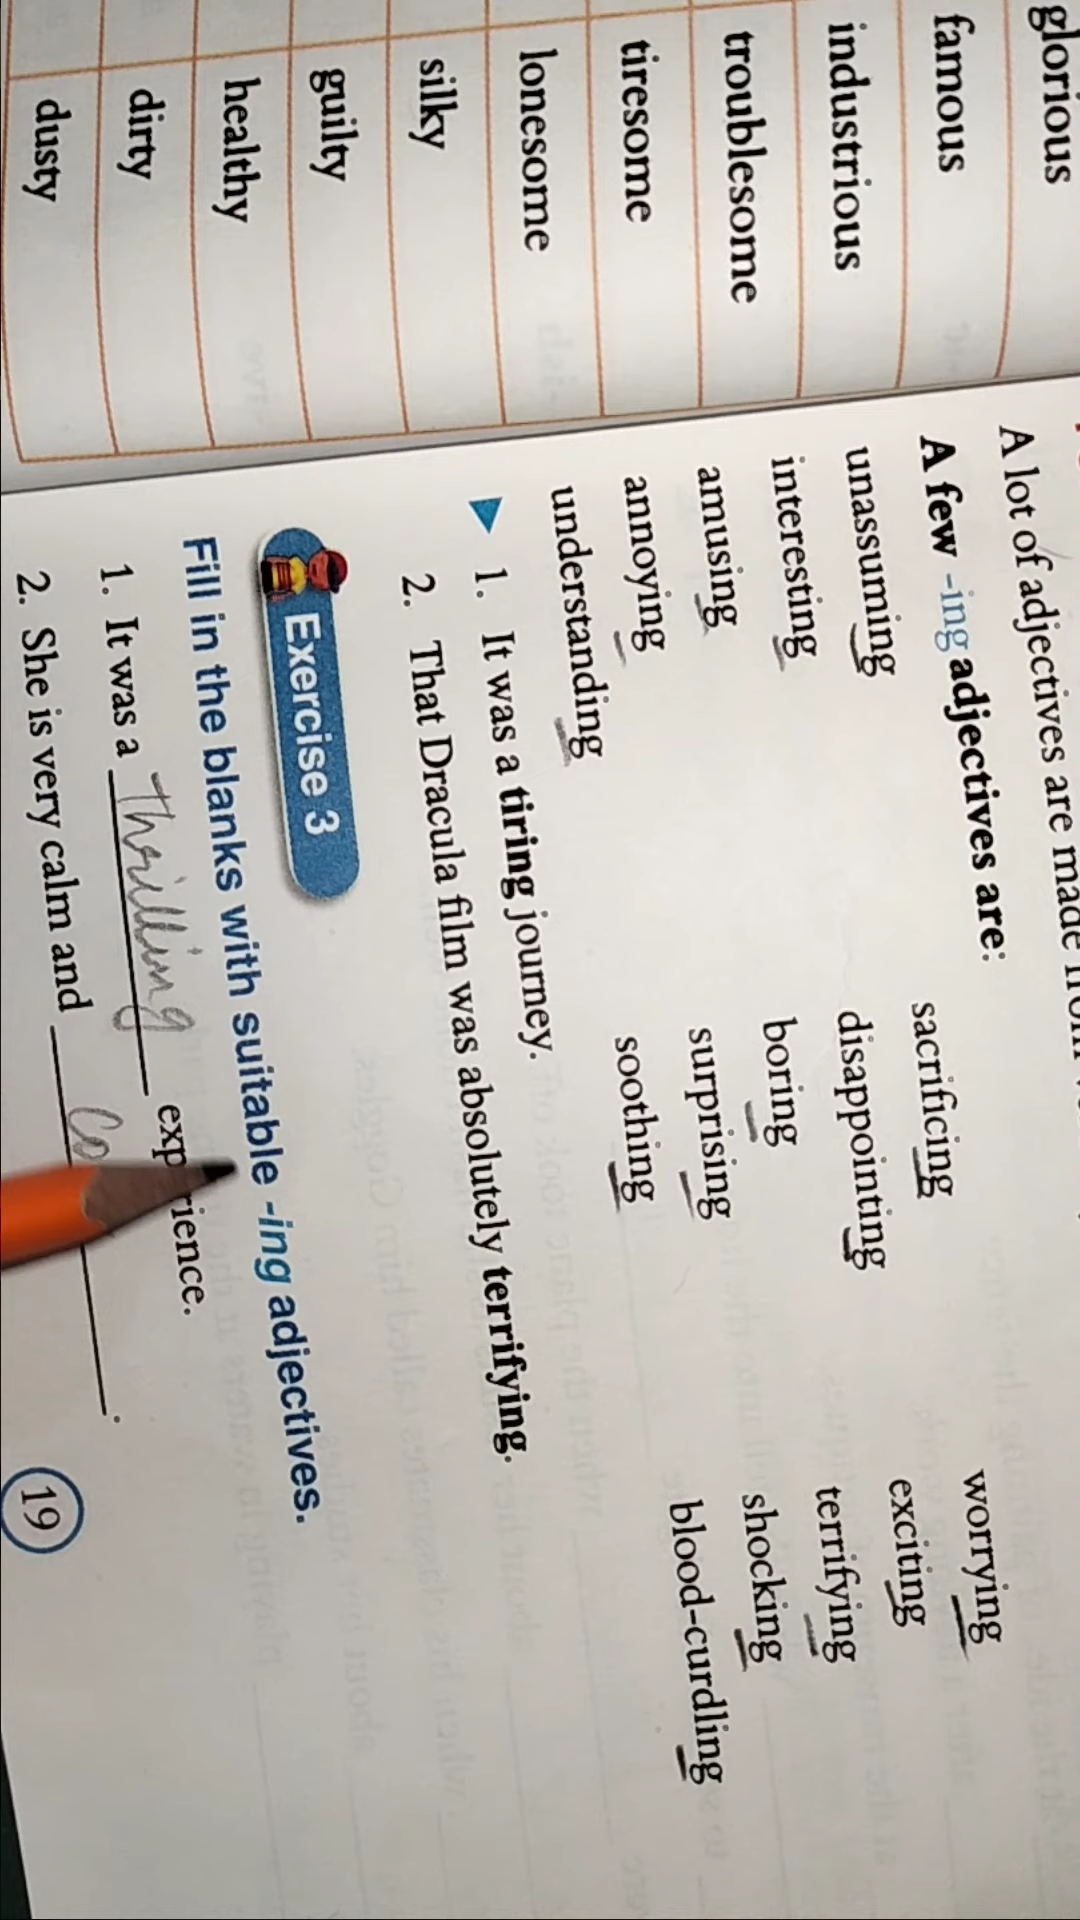 glorious
famous
industrious
troublesome
tiresome
lonesome
silky
guilty
healthy
dirty
dusty
A lot of adjectives are made
A few -ing adjectives are:
unassuming sacrificing worrying
interesting disappointing exciting
amusing boring terrifying
annoying surprising shocking
understanding soothing blood-curdling
1. It was a tiring journey.
2. That Dracula film was absolutely terrifying.
Exercise 3
Fill in the blanks with suitable -ing adjectives.
1. It was a Thrilling experience.
2. She is very calm and .
19